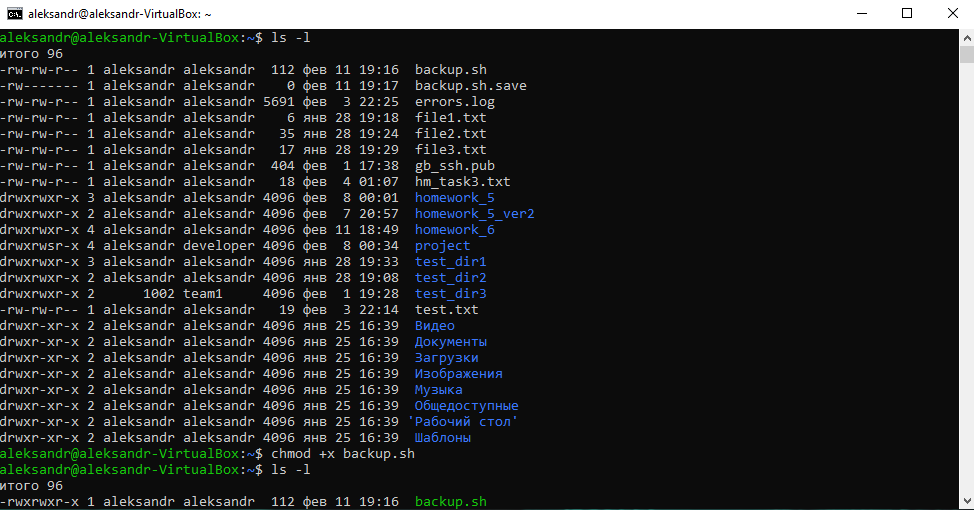 aleksandr@aleksandr-VirtualBox: ~
aleksandr@aleksandr-VirtualBox:~$ ls -l
итого 96
-rw-rw-r-- 1 aleksandr aleksandr  112 фев 11 19:16  backup.sh
-rw------- 1 aleksandr aleksandr    0 фев 11 19:17  backup.sh.save
-rw-rw-r-- 1 aleksandr aleksandr 5691 фев  3 22:25  errors.log
-rw-rw-r-- 1 aleksandr aleksandr    6 янв 28 19:18  file1.txt
-rw-rw-r-- 1 aleksandr aleksandr   35 янв 28 19:24  file2.txt
-rw-rw-r-- 1 aleksandr aleksandr   17 янв 28 19:29  file3.txt
-rw-rw-r-- 1 aleksandr aleksandr  404 фев  1 17:38  gb_ssh.pub
-rw-rw-r-- 1 aleksandr aleksandr   18 фев  4 01:07  hm_task3.txt
drwxrwxr-x 3 aleksandr aleksandr 4096 фев  8 00:01  homework_5
drwxrwxr-x 2 aleksandr aleksandr 4096 фев  7 20:57  homework_5_ver2
drwxrwxr-x 4 aleksandr aleksandr 4096 фев 11 18:49  homework_6
drwxrwsr-x 4 aleksandr developer 4096 фев  8 00:34  project
drwxrwxr-x 3 aleksandr aleksandr 4096 янв 28 19:33  test_dir1
drwxrwxr-x 2 aleksandr aleksandr 4096 янв 28 19:08  test_dir2
drwxrwxr-x 2      1002 team1     4096 фев  1 19:28  test_dir3
-rw-rw-r-- 1 aleksandr aleksandr   19 фев  3 22:14  test.txt
drwxr-xr-x 2 aleksandr aleksandr 4096 янв 25 16:39  Видео
drwxr-xr-x 2 aleksandr aleksandr 4096 янв 25 16:39  Документы
drwxr-xr-x 2 aleksandr aleksandr 4096 янв 25 16:39  Загрузки
drwxr-xr-x 2 aleksandr aleksandr 4096 янв 25 16:39  Изображения
drwxr-xr-x 2 aleksandr aleksandr 4096 янв 25 16:39  Музыка
drwxr-xr-x 2 aleksandr aleksandr 4096 янв 25 16:39  Общедоступные
drwxr-xr-x 2 aleksandr aleksandr 4096 янв 25 16:39 'Рабочий стол'
drwxr-xr-x 2 aleksandr aleksandr 4096 янв 25 16:39  Шаблоны
aleksandr@aleksandr-VirtualBox:~$ chmod +x backup.sh
aleksandr@aleksandr-VirtualBox:~$ ls -l
итого 96
-rwxrwxr-x 1 aleksandr aleksandr  112 фев 11 19:16  backup.sh